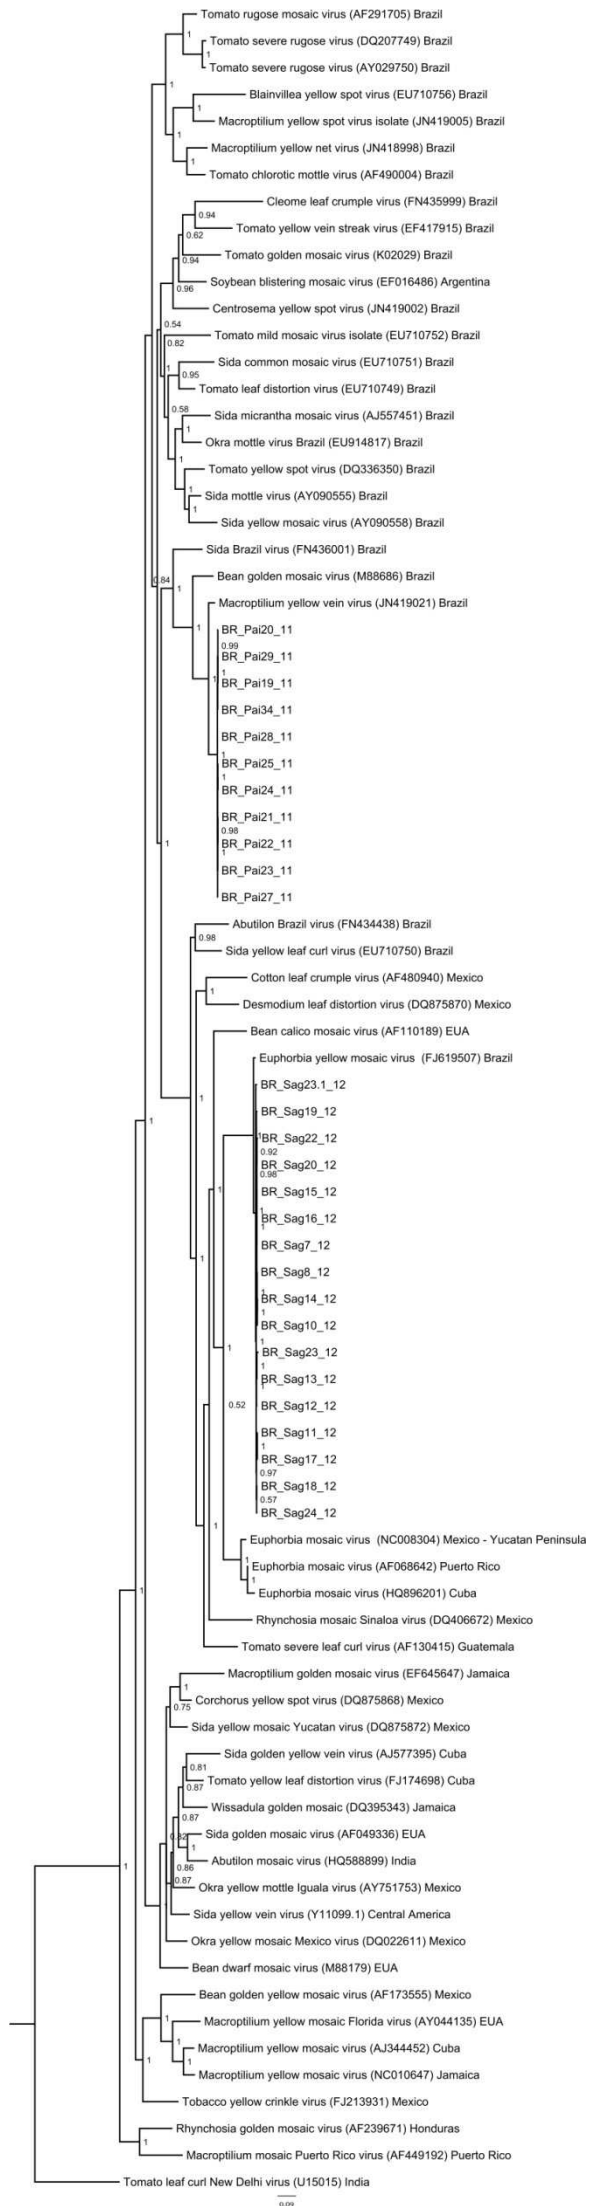 Tomato rugose mosaic virus (AF291705) Brazil
1
Tomato severe rugose virus (DQ207749) Brazil
1
Tomato severe rugose virus (AY029750) Brazil
1
Blainvillea yellow spot virus (EU710756) Brazil
1
Macroptilium yellow spot virus isolate (JN419005) Brazil
1
Macroptilium yellow net virus (JN418998) Brazil
1
Tomato chlorotic mottle virus (AF490004) Brazil
Cleome leaf crumple virus (FN435999) Brazil
0.94
Tomato yellow vein streak virus (EF417915) Brazil
0.62
Tomato golden mosaic virus (K02029) Brazil
0.94
Soybean blistering mosaic virus (EF016486) Argentina
0.96
Centrosema yellow spot virus (JN419002) Brazil
0.54
Tomato mild mosaic virus isolate (EU710752) Brazil
0.82
Sida common mosaic virus (EU710751) Brazil
1
0.95
Tomato leaf distortion virus (EU710749) Brazil
0.58
Sida micrantha mosaic virus (AJ557451) Brazil
1
Okra mottle virus Brazil (EU914817) Brazil
1
Tomato yellow spot virus (DQ336350) Brazil
1
Sida mottle virus (AY090555) Brazil
1
Sida yellow mosaic virus (AY090558) Brazil
Sida Brazil virus (FN436001) Brazil
0.84
Bean golden mosaic virus (M88686) Brazil
1
Macroptilium yellow vein virus (JN419021) Brazil
1
BR_Pai20_11
0.99
BR_Pai29_11
1
1
BR_Pai19_11
BR_Pai34_11
BR_Pai28_11
1
BR_Pai25_11
1
BR_Pai24_11
BR_Pai21_11
0.98
1
BR_Pai22_11
1
BR_Pai23_11
BR_Pai27_11
Abutilon Brazil virus (FN434438) Brazil
0.98
Sida yellow leaf curl virus (EU710750) Brazil
Cotton leaf crumple virus (AF480940) Mexico
1
Desmodium leaf distortion virus (DQ875870) Mexico
Bean calico mosaic virus (AF110189) EUA
Euphorbia yellow mosaic virus (FJ619507) Brazil
BR_Sag23.1_12
1
BR_Sag19_12
1
BR_Sag22_12
0.92
BR_Sag20_12
0.98
1
BR_Sag15_12
1
BR_Sag16_12
1
1
BR_Sag7_12
1
BR_Sag8_12
1
BR_Sag14_12
1
BR_Sag10_12
1
1
BR_Sag23_12
1
BR_Sag13_12
1
0.52
BR_Sag12_12
BR_Sag11_12
1
BR_Sag17_12
0.97
BR_Sag18_12
0.57
BR_Sag24_12
1
Euphorbia mosaic virus (NC008304) Mexico - Yucatan Peninsula
1
Euphorbia mosaic virus (AF068642) Puerto Rico
1
Euphorbia mosaic virus (HQ896201) Cuba
Rhynchosia mosaic Sinaloa virus (DQ406672) Mexico
1
Tomato severe leaf curl virus (AF130415) Guatemala
Macroptilium golden mosaic virus (EF645647) Jamaica
1
Corchorus yellow spot virus (DQ875868) Mexico
0.75
Sida yellow mosaic Yucatan virus (DQ875872) Mexico
Sida golden yellow vein virus (AJ577395) Cuba
0.81
Tomato yellow leaf distortion virus (FJ174698) Cuba
0.87
Wissadula golden mosaic (DQ395343) Jamaica
0.87
Sida golden mosaic virus (AF049336) EUA
1
Abutilon mosaic virus (HQ588899) India
1
0.86
Okra yellow mottle Iguala virus (AY751753) Mexico
0.87
Sida yellow vein virus (Y11099.1) Central America
1
Okra yellow mosaic Mexico virus (DQ022611) Mexico
Bean dwarf mosaic virus (M88179) EUA
Bean golden yellow mosaic virus (AF173555) Mexico
Macroptilium yellow mosaic Florida virus (AY044135) EUA
1
Macroptilium yellow mosaic virus (AJ344452) Cuba
1
1
Macroptilium yellow mosaic virus (NC010647) Jamaica
Tobacco yellow crinkle virus (FJ213931) Mexico
Rhynchosia golden mosaic virus (AF239671) Honduras
1
Macroptilium mosaic Puerto Rico virus (AF449192) Puerto Rico
Tomato leaf curl New Delhi virus (U15015) India
0.09